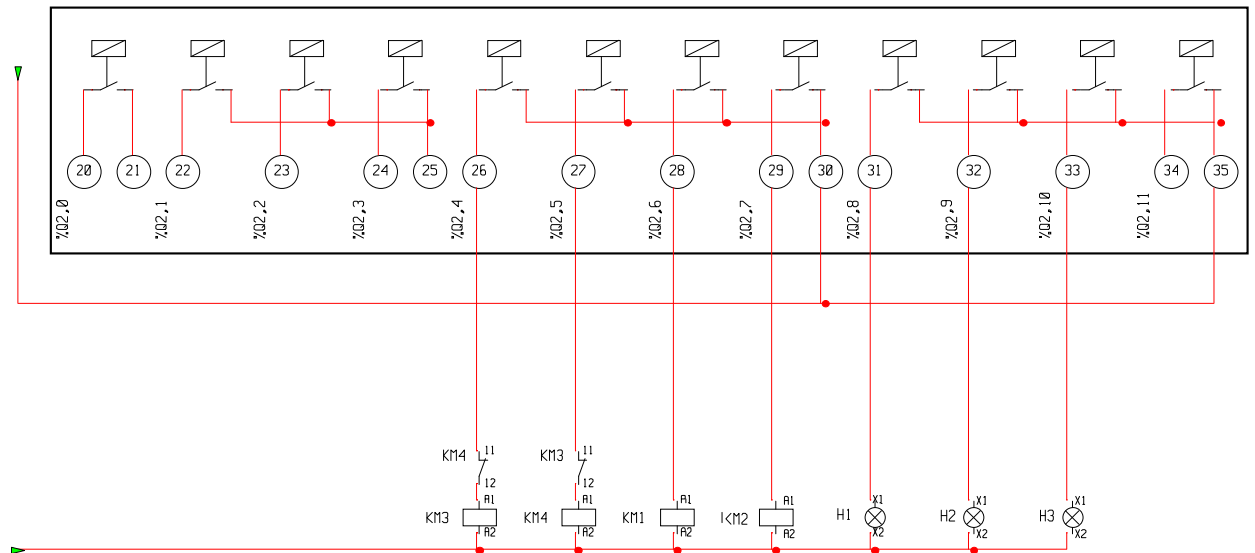 20 21 22 23 24 25 26 27 28 29 30 31 32 33 34 35
%Q2,0 %Q2,1 %Q2,2 %Q2,3 %Q2,4 %Q2,5 %Q2,6 %Q2,7 %Q2,8 %Q2,9 %Q2,10 %Q2,11
KM4 11 KM3 11
12 12
A1 A1 A1 A1 X1 X1 X1
KM3 KM4 KM1 KM2 H1 H2 H3
A2 A2 A2 A2 X2 X2 X2